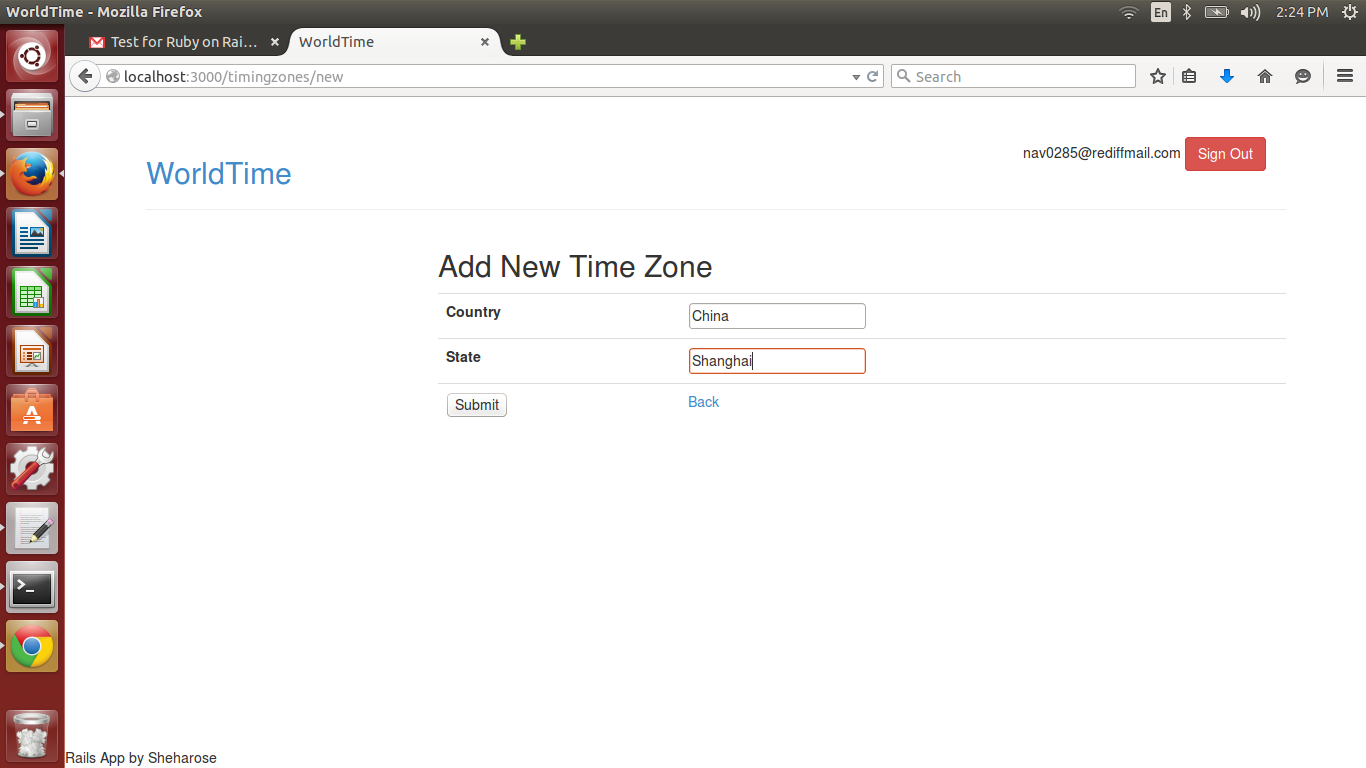 WorldTime - Mozilla Firefox
En
2:24 PM
Test for Ruby on Rai...
WorldTime
localhost:3000/timingzones/new
Search
nav0285@rediffmail.com Sign Out
WorldTime
Add New Time Zone
Country China
State Shanghai
Submit Back
Rails App by Sheharose